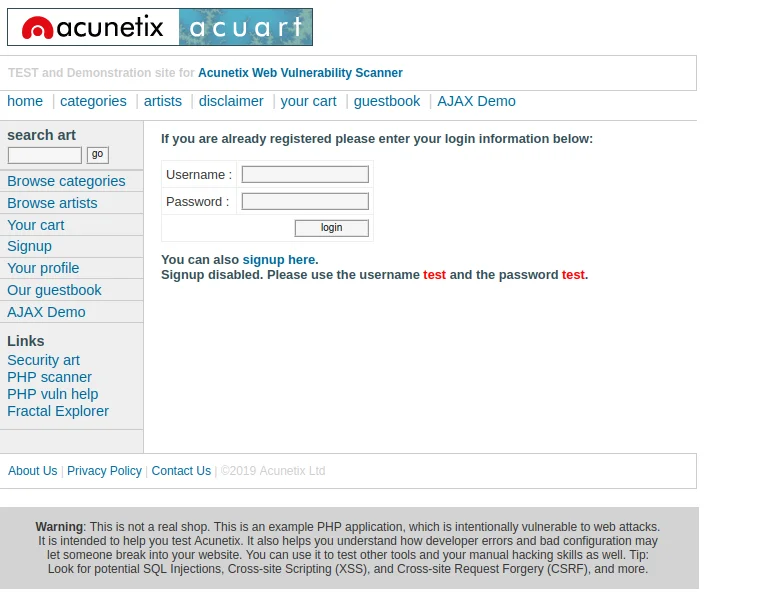 acunetix acuart
TEST and Demonstration site for Acunetix Web Vulnerability Scanner
home | categories | artists | disclaimer | your cart | guestbook | AJAX Demo
search art
go
Browse categories
Browse artists
Your cart
Signup
Your profile
Our guestbook
AJAX Demo
Links
Security art
PHP scanner
PHP vuln help
Fractal Explorer
If you are already registered please enter your login information below:
Username :
Password :
login
You can also signup here.
Signup disabled. Please use the username test and the password test.
About Us | Privacy Policy | Contact Us | ©2019 Acunetix Ltd
Warning: This is not a real shop. This is an example PHP application, which is intentionally vulnerable to web attacks.
It is intended to help you test Acunetix. It also helps you understand how developer errors and bad configuration may
let someone break into your website. You can use it to test other tools and your manual hacking skills as well. Tip:
Look for potential SQL Injections, Cross-site Scripting (XSS), and Cross-site Request Forgery (CSRF), and more.